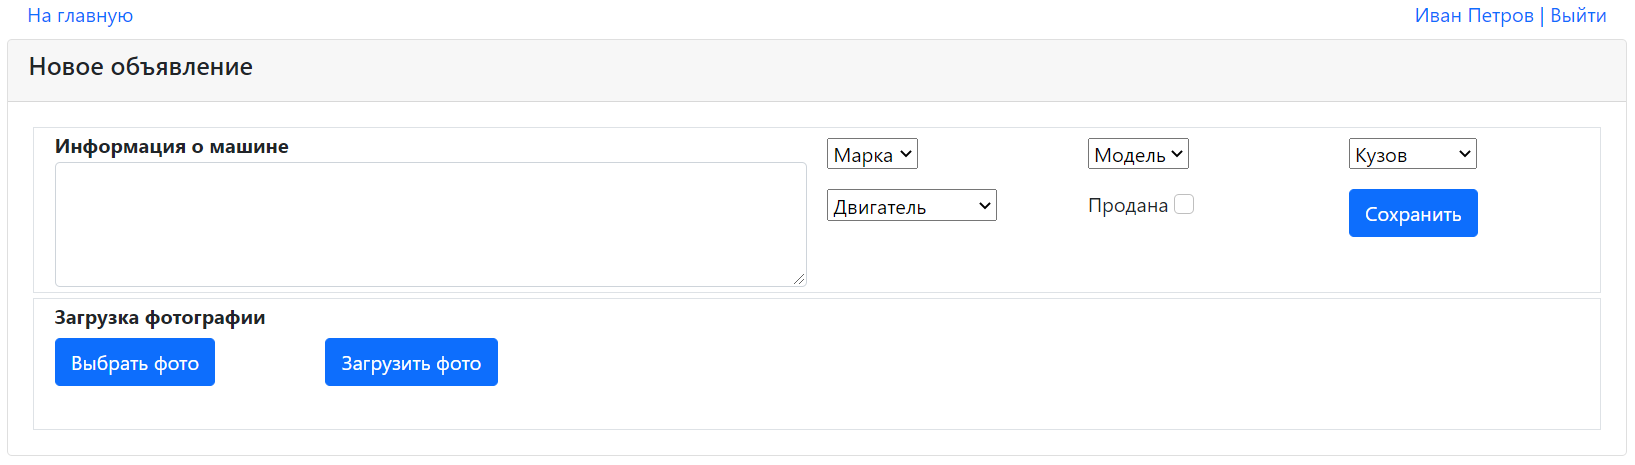 На главную
Иван Петров | Выйти
Новое объявление
Информация о машине
Марка
Модель
Кузов
Двигатель
Продана
Сохранить
Загрузка фотографии
Выбрать фото
Загрузить фото